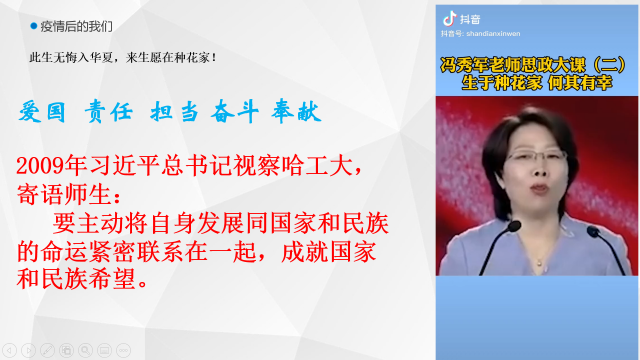 疫情后的我们
此生无悔入华夏，来生愿在种花家！
爱国 责任 担当 奋斗 奉献
2009年习近平总书记视察哈工大，
寄语师生：
要主动将自身发展同国家和民族
的命运紧密联系在一起，成就国家
和民族希望。
抖音
抖音号: shandianxinwen
冯秀军老师思政大课（二）
生于种花家 何其有幸